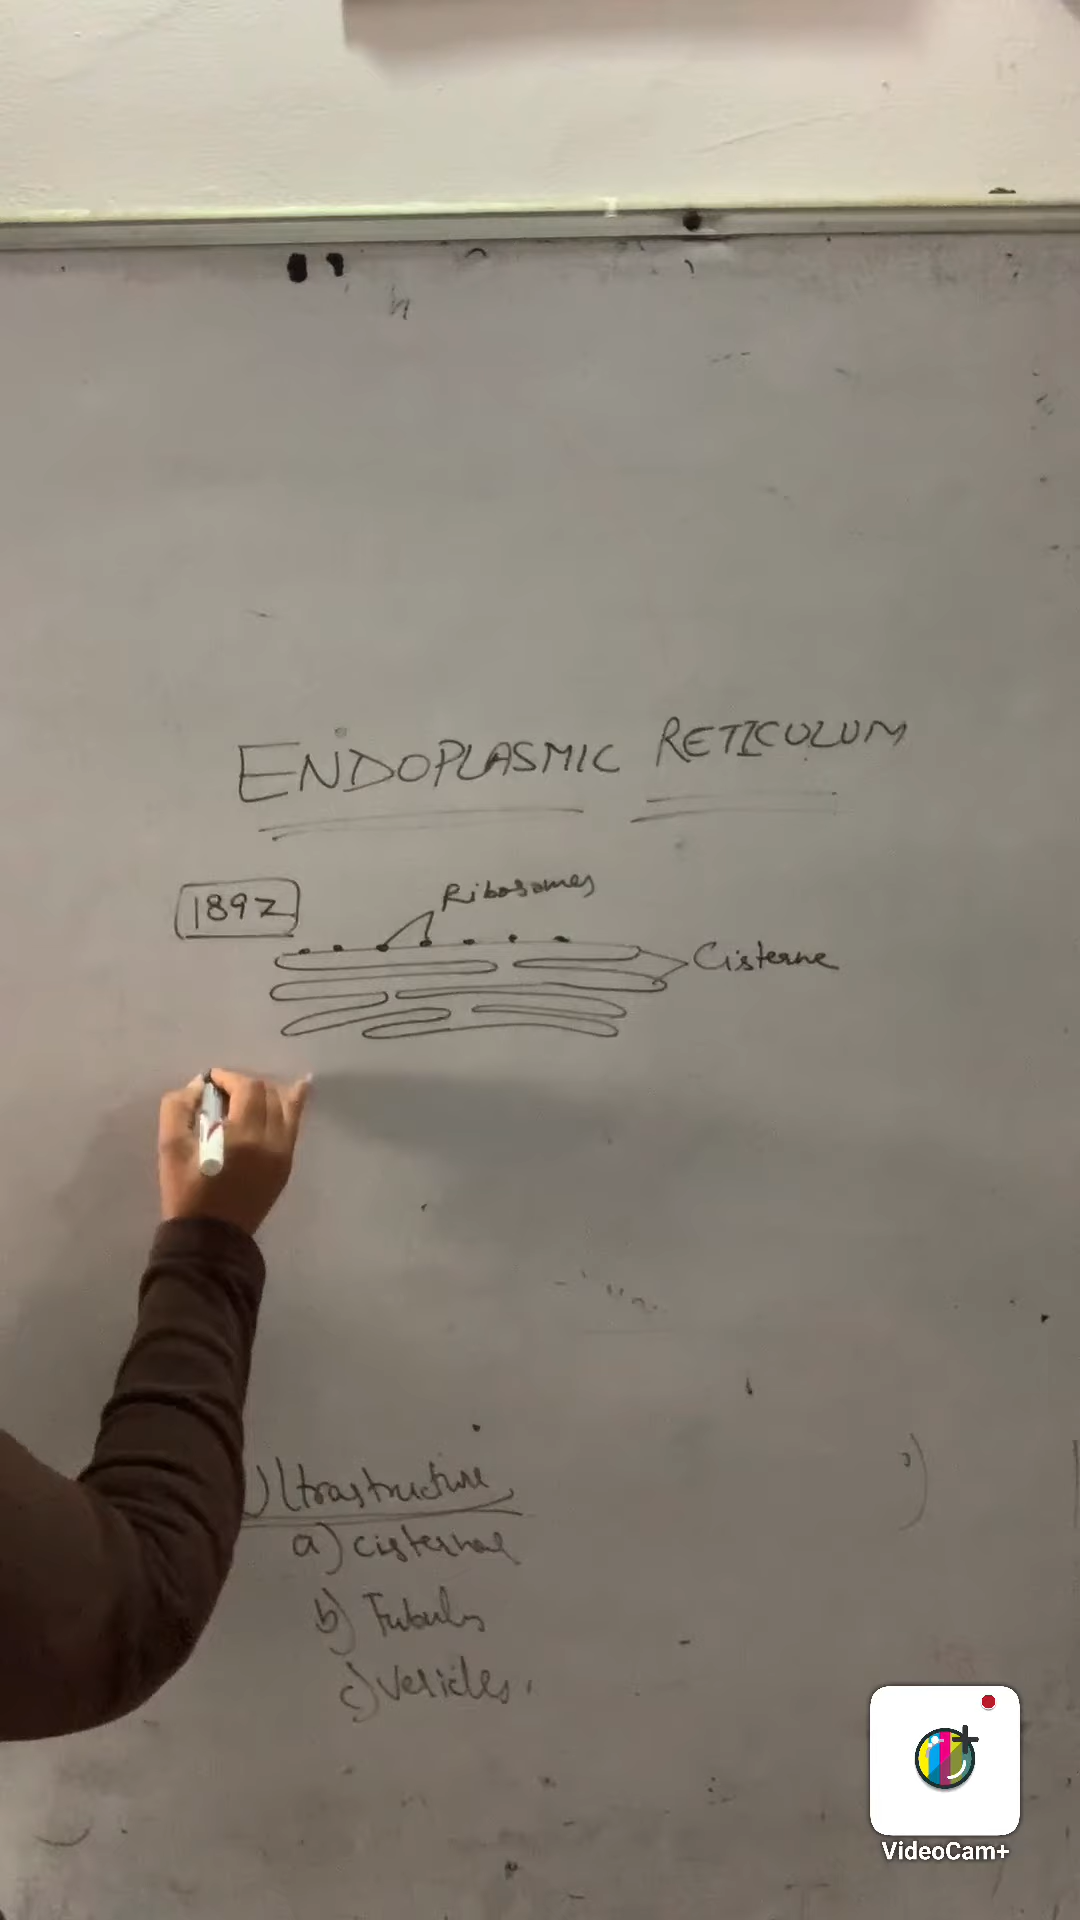 ENDOPLASMIC RETICULUM
1892
Ribosomes
Cisterne
Ultrastructure
a) cisternae
b) Tubules
c) Vesicles.
VideoCam+